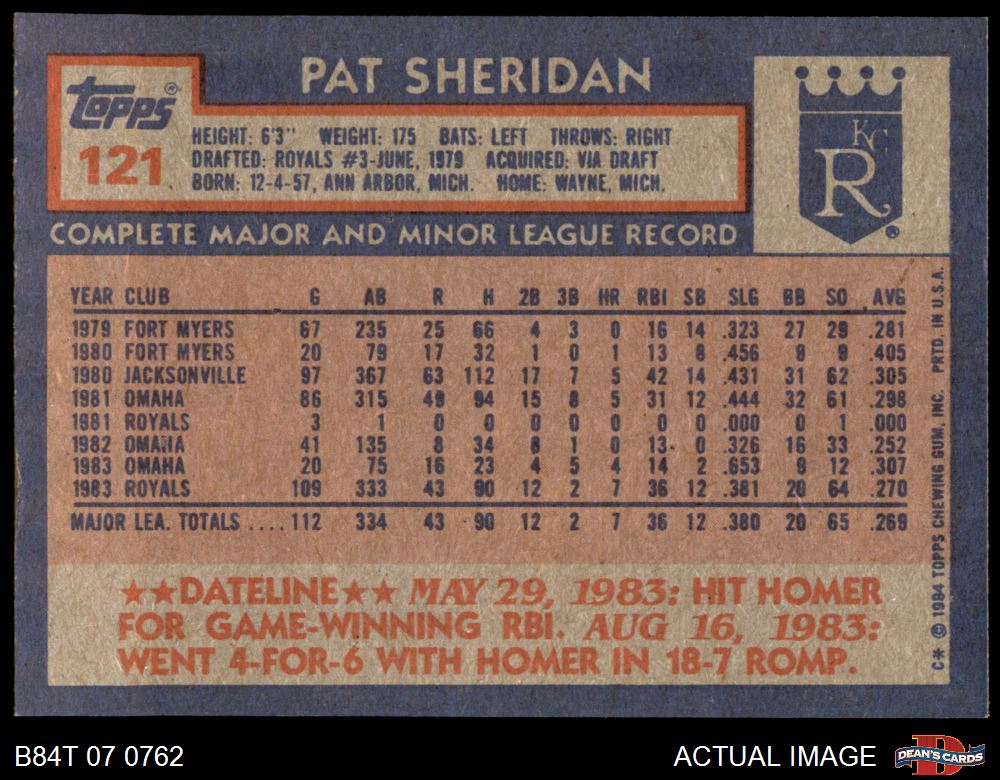 PAT SHERIDAN
TOPPS®
121
HEIGHT: 6'3" WEIGHT: 175 BATS: LEFT THROWS: RIGHT
DRAFTED: ROYALS #3-JUNE, 1979 ACQUIRED: VIA DRAFT
BORN: 12-4-57, ANN ARBOR, MICH. HOME: WAYNE, MICH.
KC
R
®
COMPLETE MAJOR AND MINOR LEAGUE RECORD
YEAR CLUB G AB R H 2B 3B HR RBI SB SLG BB SO AVG
1979 FORT MYERS 67 235 25 66 4 3 0 16 14 .323 27 29 .281
1980 FORT MYERS 20 79 17 32 1 0 1 13 8 .456 9 9 .405
1980 JACKSONVILLE 97 367 63 112 17 7 5 42 14 .431 31 62 .305
1981 OMAHA 86 315 49 94 15 8 5 31 12 .444 32 61 .298
1981 ROYALS 3 1 0 0 0 0 0 0 0 .000 0 1 .000
1982 OMAHA 41 135 8 34 8 1 0 13 0 .326 16 33 .252
1983 OMAHA 20 75 16 23 4 5 4 14 2 .653 8 12 .307
1983 ROYALS 109 333 43 90 12 2 7 36 12 .381 20 64 .270
MAJOR LEA. TOTALS .... 112 334 43 90 12 2 7 36 12 .380 20 65 .269
★★DATELINE★★ MAY 29, 1983: HIT HOMER
FOR GAME-WINNING RBI. AUG 16, 1983:
WENT 4-FOR-6 WITH HOMER IN 18-7 ROMP.
C* © 1984 TOPPS CHEWING GUM, INC. PRTD. IN U.S.A.
B84T 07 0762
ACTUAL IMAGE
DEAN'S CARDS